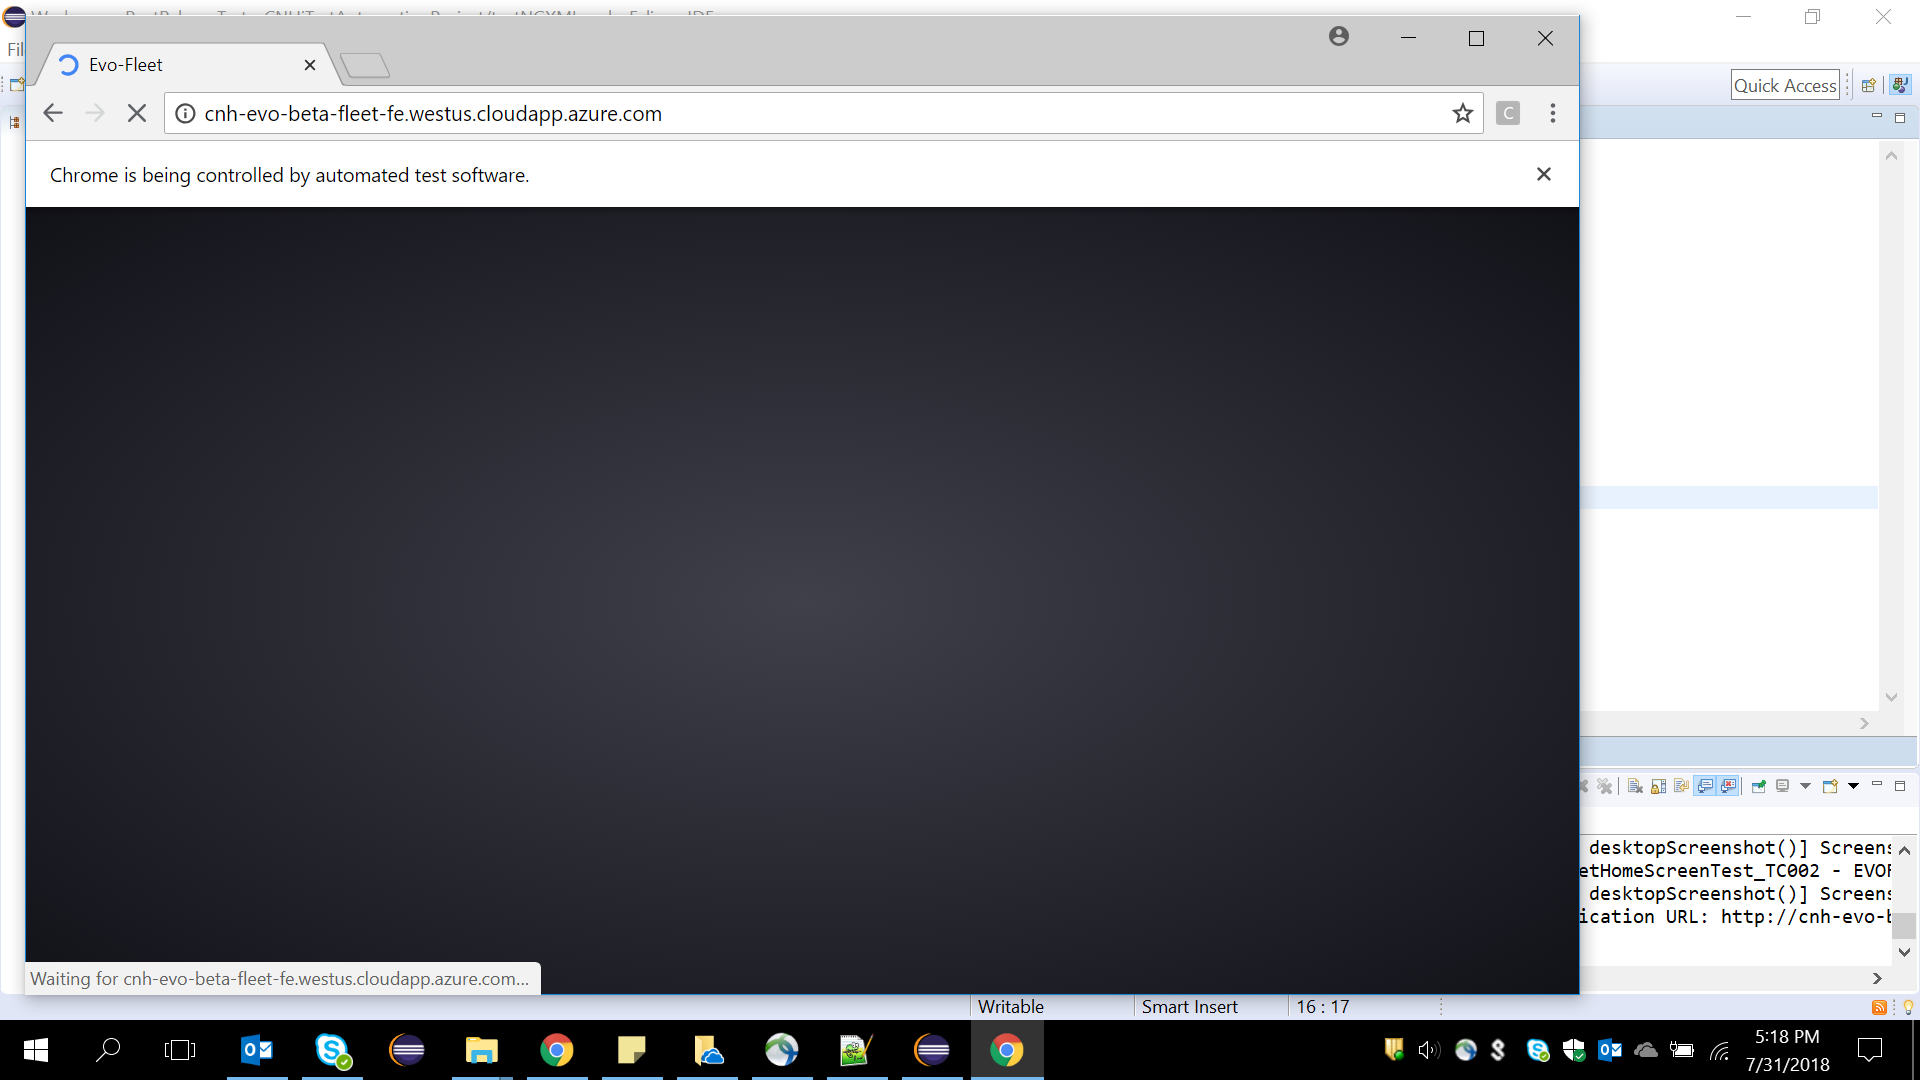 Evo-Fleet
Fil
cnh-evo-beta-fleet-fe.westus.cloudapp.azure.com
C
Quick Access
Chrome is being controlled by automated test software.
desktopScreenshot()] Screens
etHomeScreenTest_TC002 - EVOF
desktopScreenshot()] Screens
ication URL: http://cnh-evo-b
Waiting for cnh-evo-beta-fleet-fe.westus.cloudapp.azure.com...
Writable
Smart Insert
16 : 17
5:18 PM
7/31/2018